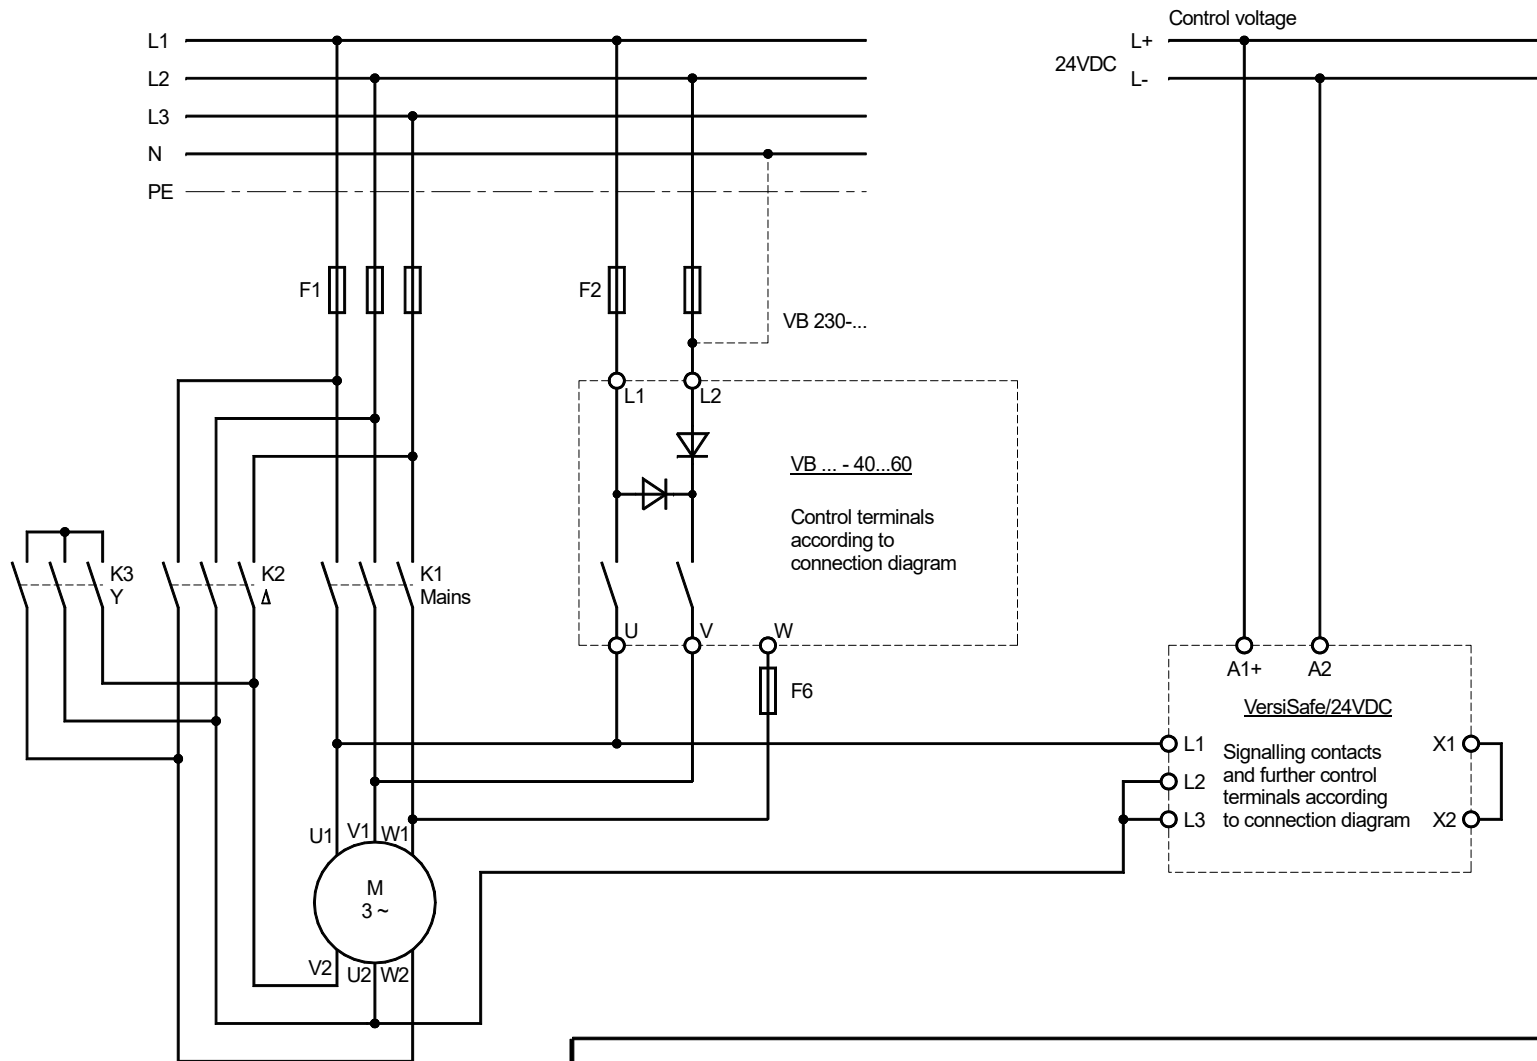 Control voltage
L1
L+
24VDC
L2
L-
L3
N
PE
F1
F2
VB 230-...
L1
L2
VB ... - 40...60
Control terminals
according to
connection diagram
K3
Y
K2
Δ
K1
Mains
U
V
W
A1+
A2
F6
VersiSafe/24VDC
L1
Signalling contacts
and further control
terminals according
to connection diagram
X1
L2
L3
X2
U1
V1
W1
M
3 ~
V2
U2
W2